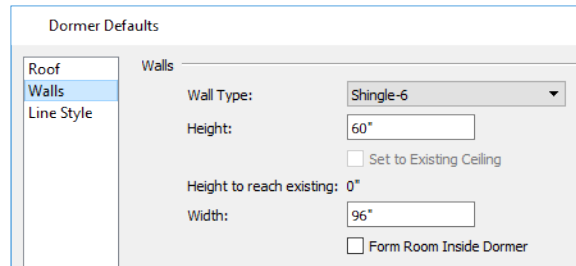 Dormer Defaults
Roof
Walls
Line Style
Walls
Wall Type: Shingle-6
Height: 60"
Set to Existing Ceiling
Height to reach existing: 0"
Width: 96"
Form Room Inside Dormer